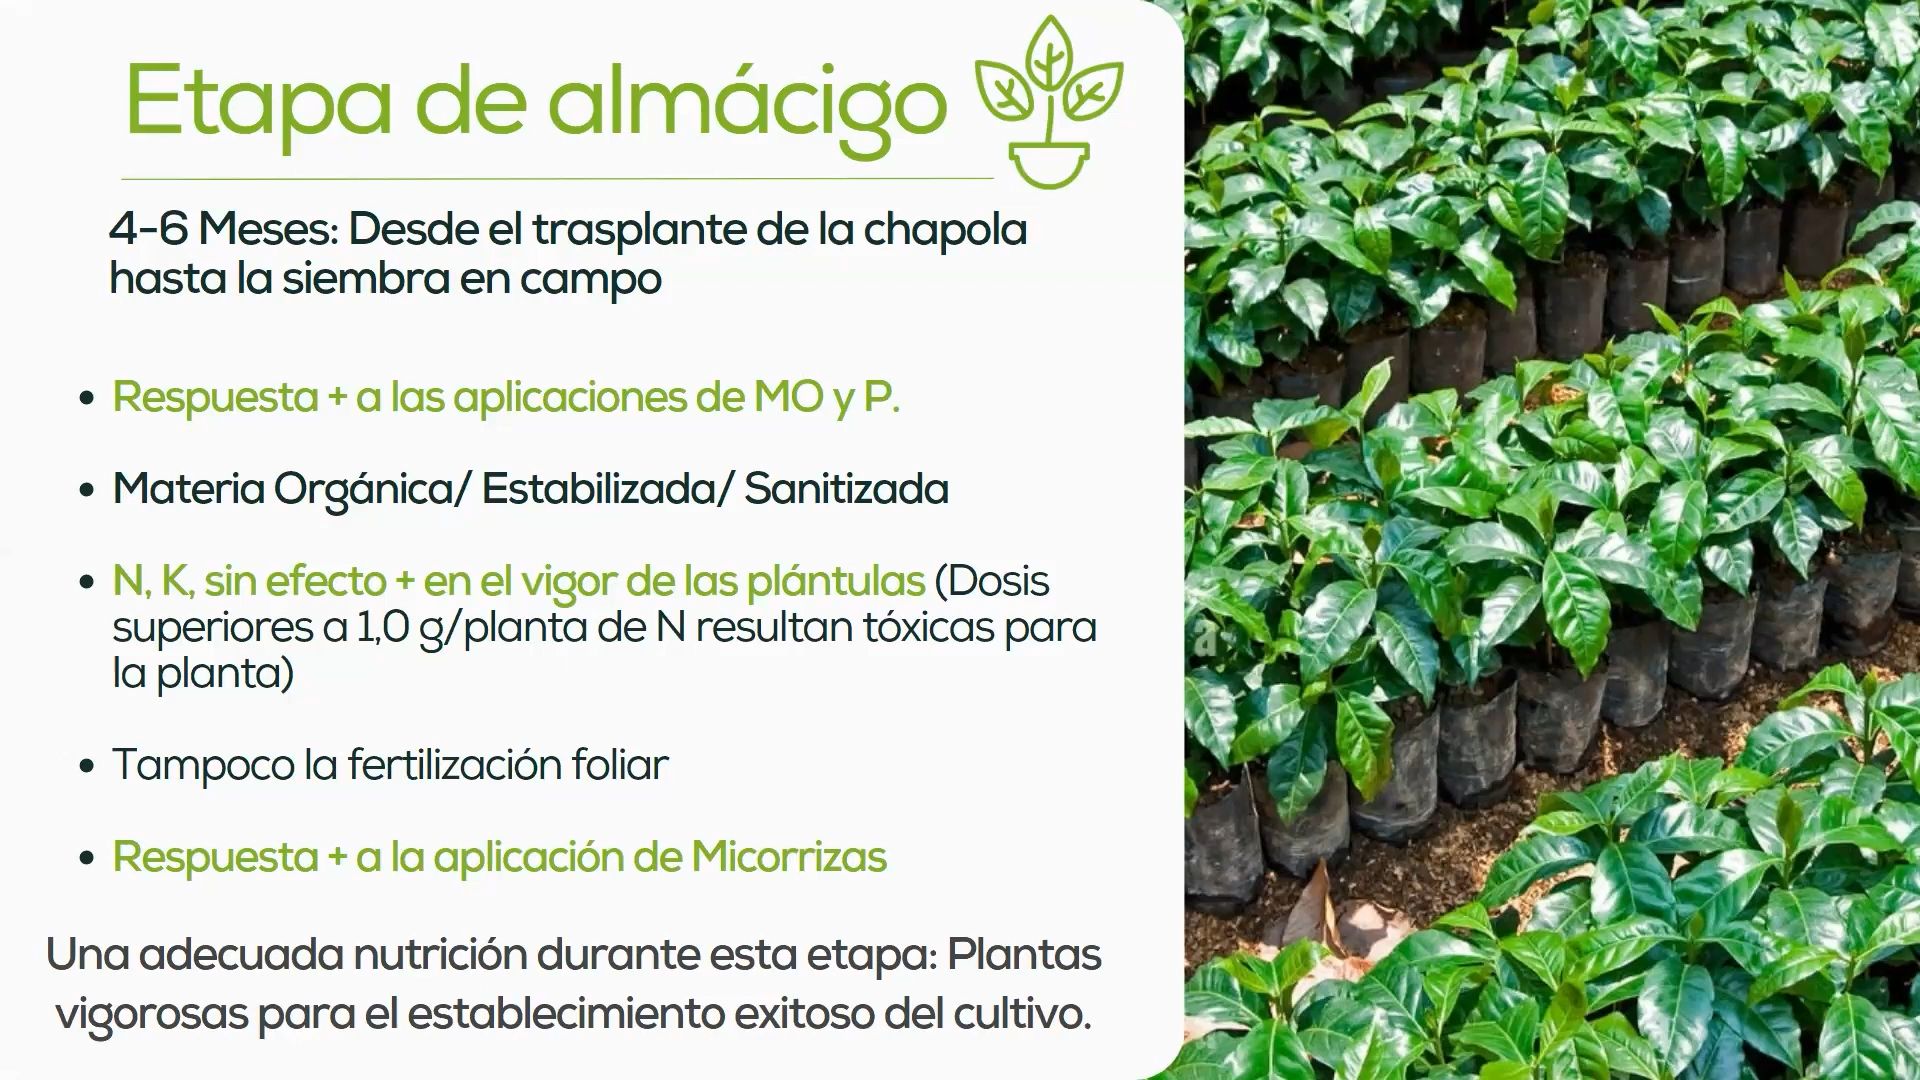 Etapa de almácigo
4-6 Meses: Desde el trasplante de la chapola
hasta la siembra en campo
• Respuesta + a las aplicaciones de MO y P.
• Materia Orgánica/ Estabilizada/ Sanitizada
• N, K, sin efecto + en el vigor de las plántulas (Dosis
superiores a 1,0 g/planta de N resultan tóxicas para
la planta)
• Tampoco la fertilización foliar
• Respuesta + a la aplicación de Micorrizas
Una adecuada nutrición durante esta etapa: Plantas
vigorosas para el establecimiento exitoso del cultivo.
a